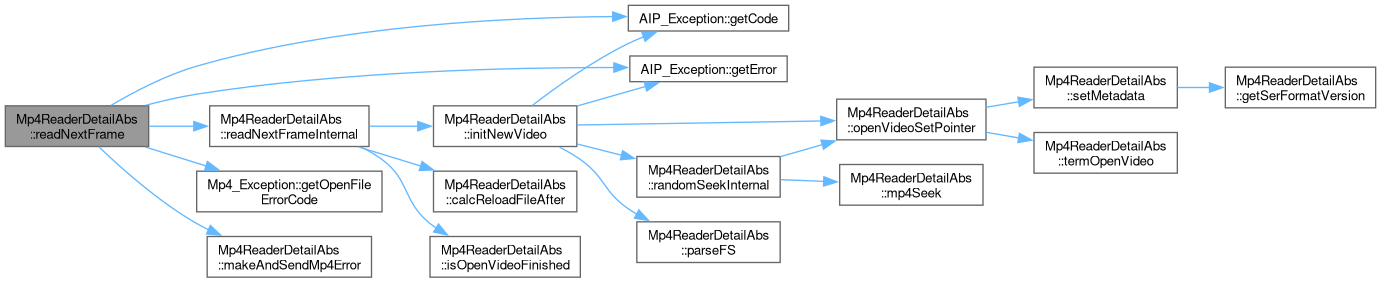 Mp4ReaderDetailAbs
::readNextFrame
AIP_Exception::getCode
AIP_Exception::getError
Mp4ReaderDetailAbs
::readNextFrameInternal
Mp4_Exception::getOpenFile
ErrorCode
Mp4ReaderDetailAbs
::makeAndSendMp4Error
Mp4ReaderDetailAbs
::initNewVideo
Mp4ReaderDetailAbs
::calcReloadFileAfter
Mp4ReaderDetailAbs
::isOpenVideoFinished
Mp4ReaderDetailAbs
::openVideoSetPointer
Mp4ReaderDetailAbs
::randomSeekInternal
Mp4ReaderDetailAbs
::parseFS
Mp4ReaderDetailAbs
::mp4Seek
Mp4ReaderDetailAbs
::setMetadata
Mp4ReaderDetailAbs
::termOpenVideo
Mp4ReaderDetailAbs
::getSerFormatVersion